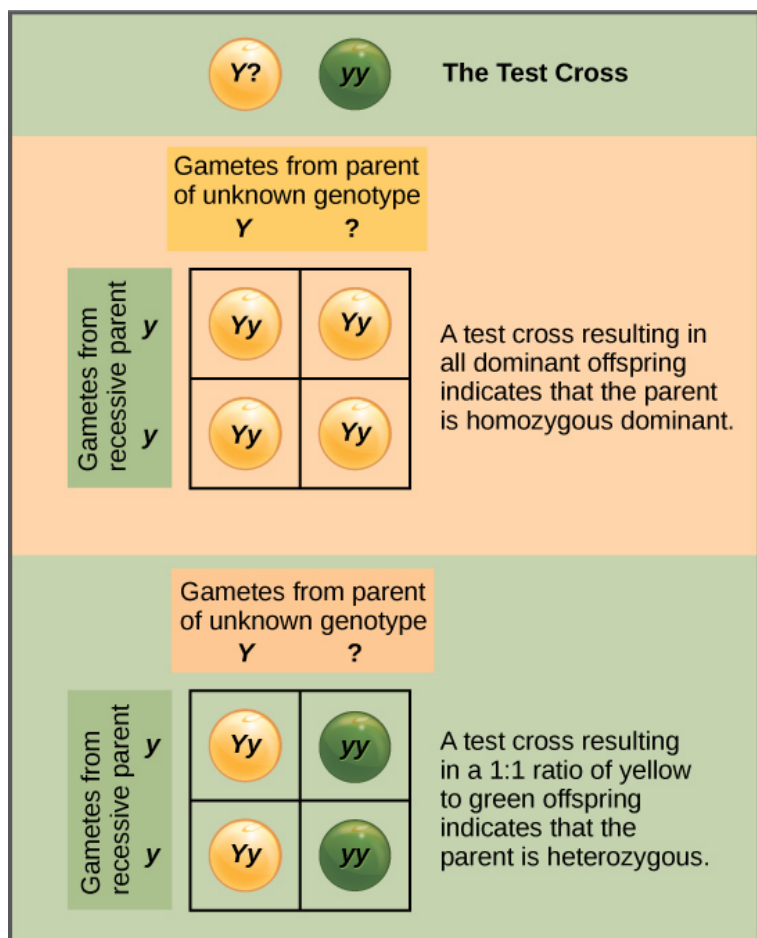 Y? yy The Test Cross
Gametes from parent
of unknown genotype
Y ?
Gametes from
recessive parent
y
y
Yy Yy
Yy Yy
A test cross resulting in
all dominant offspring
indicates that the parent
is homozygous dominant.
Gametes from parent
of unknown genotype
Y ?
Gametes from
recessive parent
y
y
Yy yy
Yy yy
A test cross resulting
in a 1:1 ratio of yellow
to green offspring
indicates that the
parent is heterozygous.